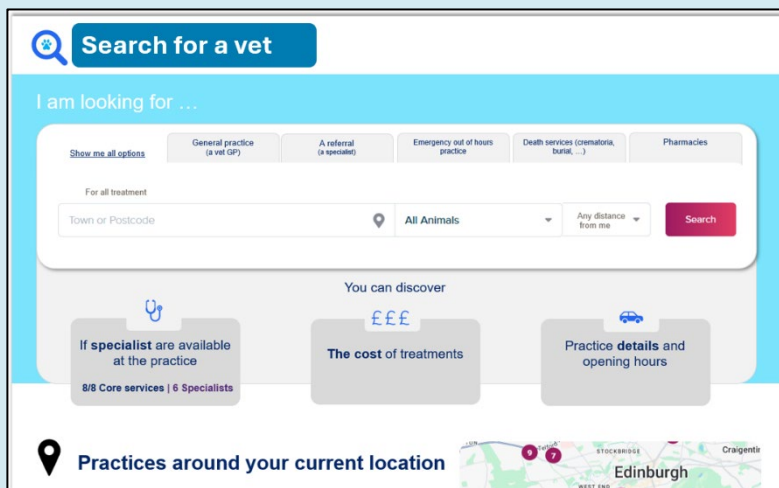 Search for a vet
I am looking for ...
Show me all options
General practice
(a vet GP)
A referral
(a specialist)
Emergency out of hours
practice
Death services (crematoria,
burial, ...)
Pharmacies
For all treatment
Town or Postcode
All Animals
Any distance
from me
Search
You can discover
£££
If specialist are available
at the practice
8/8 Core services | 6 Specialists
The cost of treatments
Practice details and
opening hours
Practices around your current location
9
7
STOCKBRIDGE
Edinburgh
WEST END